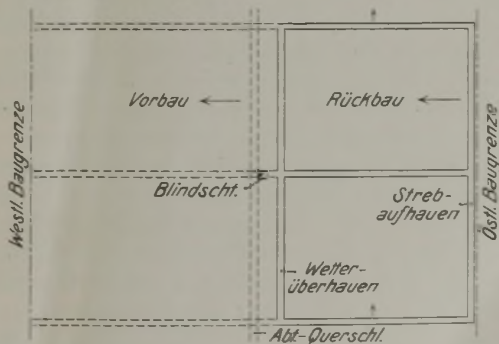 Vorbau
Rückbau
Westl. Baugrenze
Östl. Baugrenze
Blindscht.
Streb-
aufhauen
Wetter-
überhauen
Abt.-Querschl.